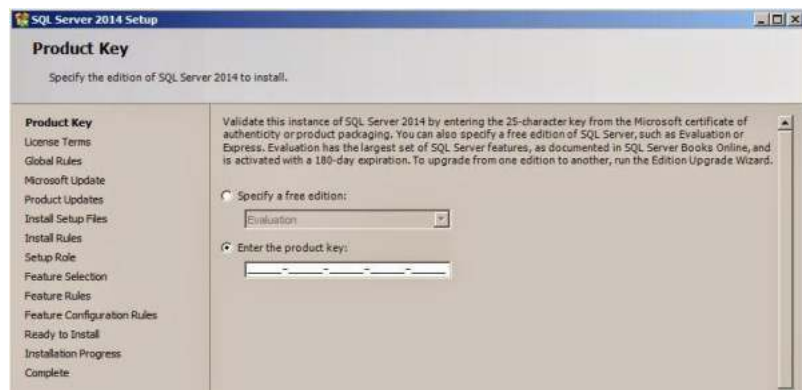 SQL Server 2014 Setup
Product Key
Specify the edition of SQL Server 2014 to install.
Product Key
License Terms
Global Rules
Microsoft Update
Product Updates
Install Setup Files
Install Rules
Setup Role
Feature Selection
Feature Rules
Feature Configuration Rules
Ready to Install
Installation Progress
Complete
Validate this instance of SQL Server 2014 by entering the 25-character key from the Microsoft certificate of
authenticity or product packaging. You can also specify a free edition of SQL Server, such as Evaluation or
Express. Evaluation has the largest set of SQL Server features, as documented in SQL Server Books Online, and
is activated with a 180-day expiration. To upgrade from one edition to another, run the Edition Upgrade Wizard.
Specify a free edition:
Evaluation
Enter the product key:
_____-_____-_____-_____-_____